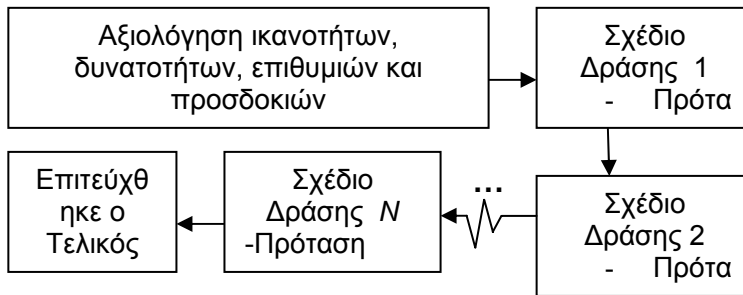 Αξιολόγηση ικανοτήτων,
δυνατοτήτων, επιθυμιών και
προσδοκιών
Σχέδιο
Δράσης 1
- Πρότα
Σχέδιο
Δράσης 2
- Πρότα
...
Σχέδιο
Δράσης N
-Πρόταση
Επιτεύχθ
ηκε ο
Τελικός